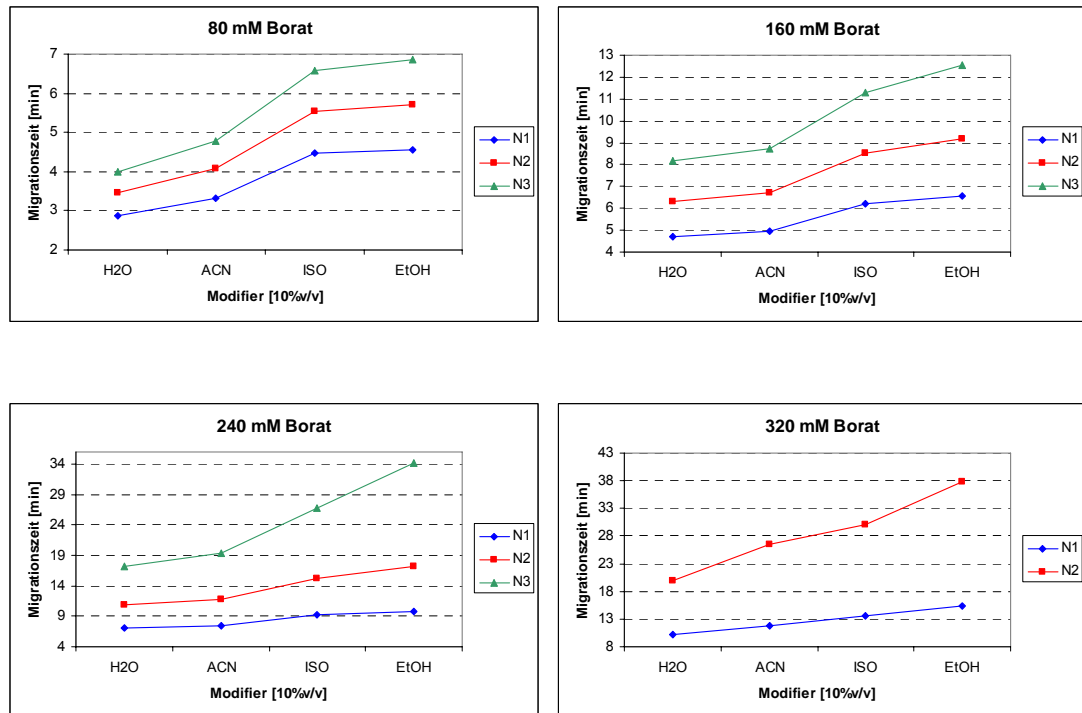 80 mM Borat
7
6
5
4
3
2
Migrationszeit [min]
H2O ACN ISO EtOH
Modifier [10%v/v]
N1
N2
N3
160 mM Borat
13
12
11
10
9
8
7
6
5
4
Migrationszeit [min]
H2O ACN ISO EtOH
Modifier [10%v/v]
N1
N2
N3
240 mM Borat
34
29
24
19
14
9
4
Migrationszeit [min]
H2O ACN ISO EtOH
Modifier [10%v/v]
N1
N2
N3
320 mM Borat
43
38
33
28
23
18
13
8
Migrationszeit [min]
H2O ACN ISO EtOH
Modifier [10%v/v]
N1
N2